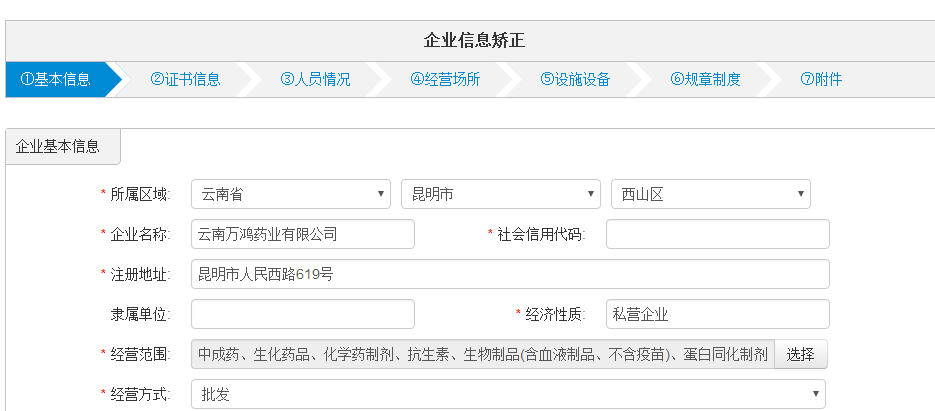 企业信息矫正
①基本信息 ②证书信息 ③人员情况 ④经营场所 ⑤设施设备 ⑥规章制度 ⑦附件
企业基本信息
* 所属区域: 云南省 昆明市 西山区
* 企业名称: 云南万鸿药业有限公司 * 社会信用代码:
* 注册地址: 昆明市人民西路619号
隶属单位: * 经济性质: 私营企业
* 经营范围: 中成药、生化药品、化学药制剂、抗生素、生物制品(含血液制品、不含疫苗)、蛋白同化制剂 选择
* 经营方式: 批发